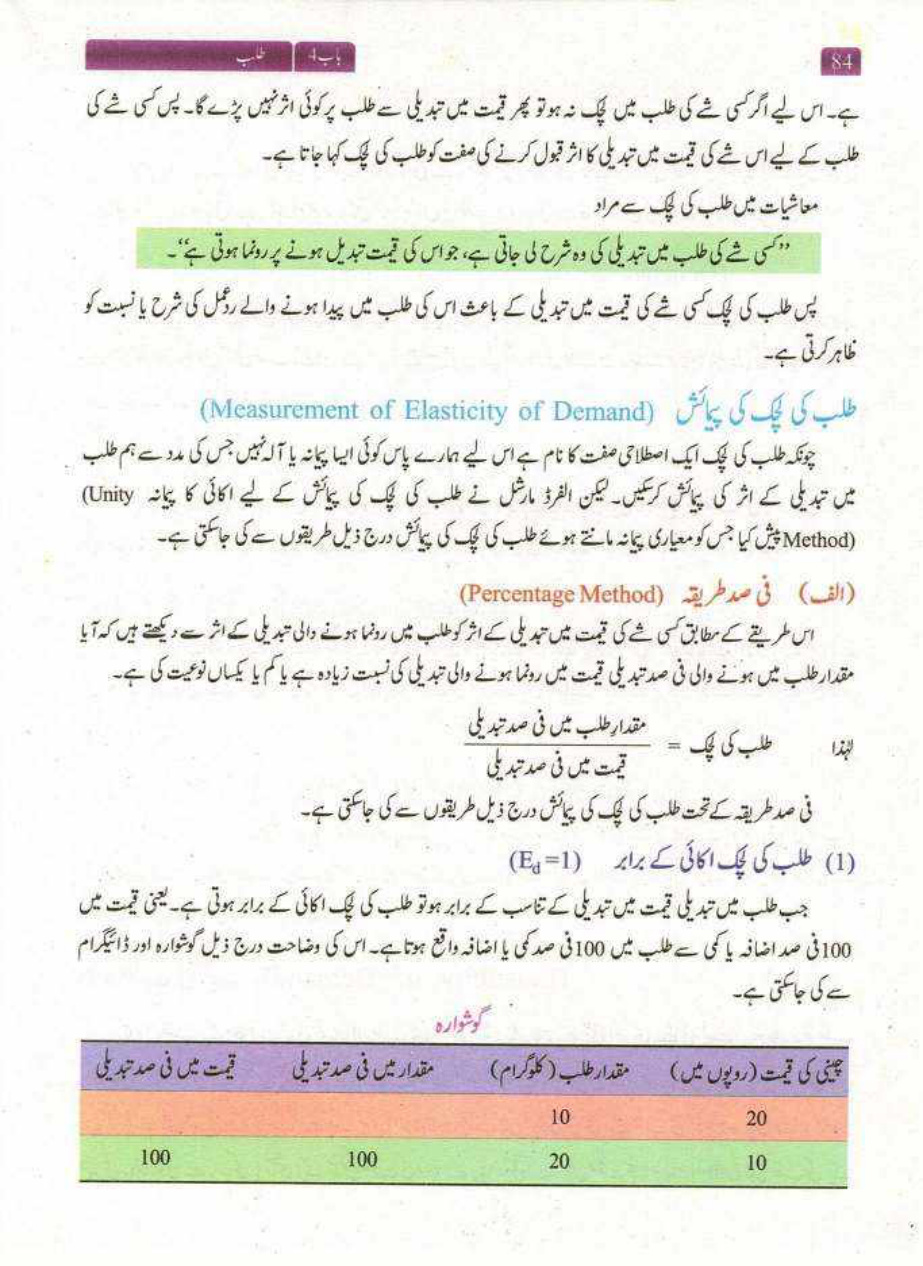 84
باب4 طلب
ہے۔ اس لیے اگر کسی شے کی طلب میں لچک نہ ہو تو پھر قیمت میں تبدیلی سے طلب پر کوئی اثر نہیں پڑے گا۔ پس کسی شے کی
طلب کے لیے اس شے کی قیمت میں تبدیلی کا اثر قبول کرنے کی صفت کو طلب کی لچک کہا جاتا ہے۔
معاشیات میں طلب کی لچک سے مراد
”کسی شے کی طلب میں تبدیلی کی وہ شرح لی جاتی ہے، جو اس کی قیمت تبدیل ہونے پر رونما ہوتی ہے“۔
پس طلب کی لچک کسی شے کی قیمت میں تبدیلی کے باعث اس کی طلب میں پیدا ہونے والے ردعمل کی شرح یا نسبت کو
ظاہر کرتی ہے۔
طلب کی لچک کی پیمائش (Measurement of Elasticity of Demand)
چونکہ طلب کی لچک ایک اصطلاحی صفت کا نام ہے اس لیے ہمارے پاس کوئی ایسا پیمانہ یا آلہ نہیں جس کی مدد سے ہم طلب
میں تبدیلی کے اثر کی پیمائش کرسکیں۔ لیکن الفرڈ مارشل نے طلب کی لچک کی پیمائش کے لیے اکائی کا پیمانہ (Unity
Method) پیش کیا جس کو معیاری پیمانہ مانتے ہوئے طلب کی لچک کی پیمائش درج ذیل طریقوں سے کی جاسکتی ہے۔
(الف) فی صد طریقہ (Percentage Method)
اس طریقے کے مطابق کسی شے کی قیمت میں تبدیلی کے اثر کو طلب میں رونما ہونے والی تبدیلی کے اثر سے دیکھتے ہیں کہ آیا
مقدار طلب میں ہونے والی فی صد تبدیلی قیمت میں رونما ہونے والی تبدیلی کی نسبت زیادہ ہے یا کم یا یکساں نوعیت کی ہے۔
لہٰذا طلب کی لچک = مقدارِ طلب میں فی صد تبدیلی
قیمت میں فی صد تبدیلی
فی صد طریقہ کے تحت طلب کی لچک کی پیمائش درج ذیل طریقوں سے کی جاسکتی ہے۔
(1) طلب کی لچک اکائی کے برابر (Ed=1)
جب طلب میں تبدیلی قیمت میں تبدیلی کے تناسب کے برابر ہو تو طلب کی لچک اکائی کے برابر ہوتی ہے۔ یعنی قیمت میں
100 فی صد اضافہ یا کمی سے طلب میں 100 فی صد کمی یا اضافہ واقع ہوتا ہے۔ اس کی وضاحت درج ذیل گوشوارہ اور ڈائیگرام
سے کی جاسکتی ہے۔
گوشوارہ
چینی کی قیمت (روپوں میں) مقدار طلب (کلوگرام) مقدار میں فی صد تبدیلی قیمت میں فی صد تبدیلی
20 10
10 20 100 100